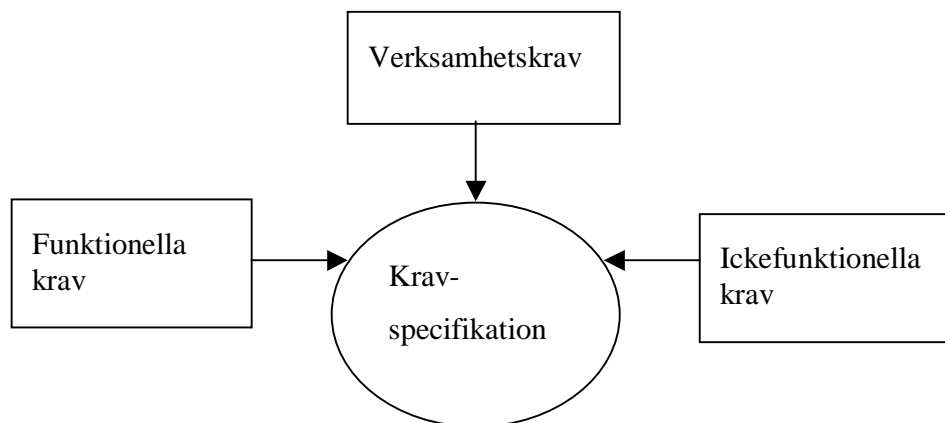 Verksamhetskrav
Funktionella
krav
Krav-
specifikation
Ickefunktionella
krav